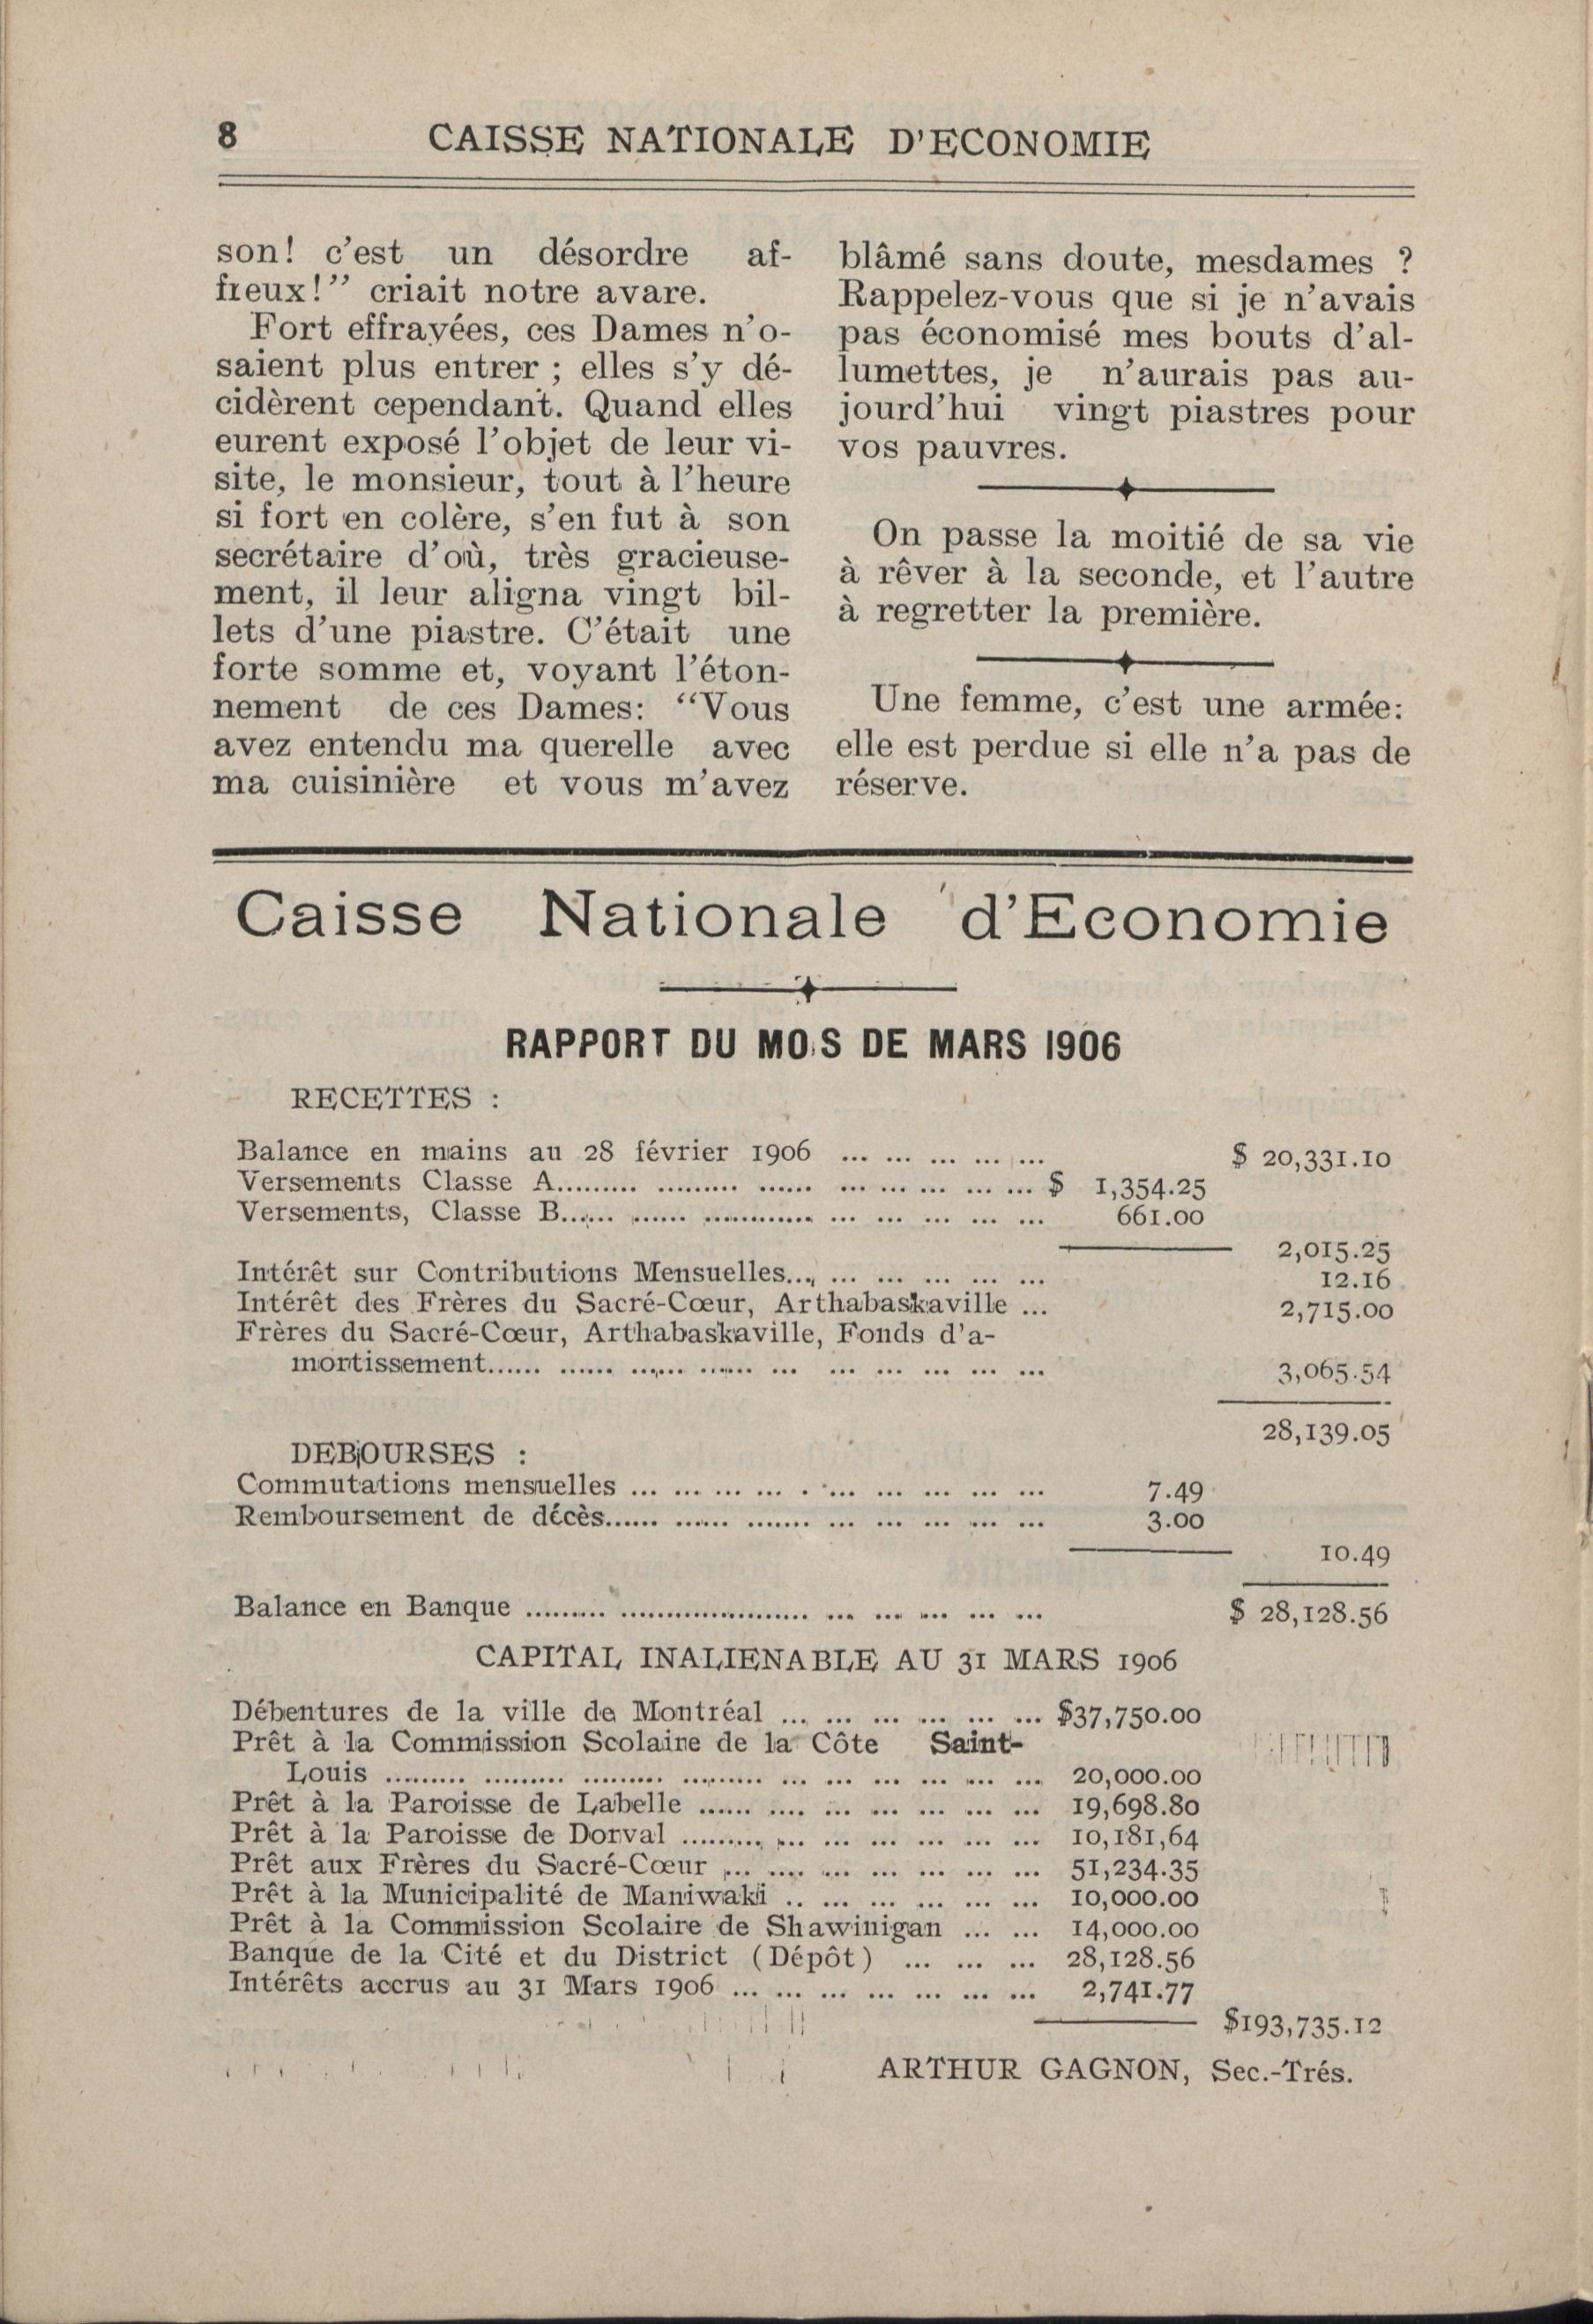 8 CAISSE NATIONALE D'ECONOMIE
son! c'est un désordre af-
freux!" criait notre avare.
Fort effrayées, ces Dames n'o-
saient plus entrer ; elles s'y dé-
cidèrent cependant. Quand elles
eurent exposé l'objet de leur vi-
site, le monsieur, tout à l'heure
si fort en colère, s'en fut à son
secrétaire d'où, très gracieuse-
ment, il leur aligna vingt bil-
lets d'une piastre. C'était une
forte somme et, voyant l'éton-
nement de ces Dames: "Vous
avez entendu ma querelle avec
ma cuisinière et vous m'avez
blâmé sans doute, mesdames ?
Rappelez-vous que si je n'avais
pas économisé mes bouts d'al-
lumettes, je n'aurais pas au-
jourd'hui vingt piastres pour
vos pauvres.
On passe la moitié de sa vie
à rêver à la seconde, et l'autre
à regretter la première.
Une femme, c'est une armée:
elle est perdue si elle n'a pas de
réserve.
Caisse Nationale d'Economie
RAPPORT DU MOIS DE MARS 1906
RECETTES :
Balance en mains au 28 février 1906 ... ... ... ... ... $ 20,331.10
Versements Classe A......... ......... ...... ... ... ... ... ... $ 1,354.25
Versements, Classe B...... ...... ............ ... ... ... ... ... 661.00
2,015.25
Intérêt sur Contributions Mensuelles... ... ... ... ... ... 12.16
Intérêt des Frères du Sacré-Cœur, Arthabaskaville ... 2,715.00
Frères du Sacré-Cœur, Arthabaskaville, Fonds d'a-
mortissement...... ...... ...... ...... ... ... ... ... ... ... 3,065.54
28,139.05
DEBOURSES :
Commutations mensuelles ... ... ... ... . ... ... ... ... ... 7.49
Remboursement de décès...... ...... ....... ... ... ... ... ... 3.00
10.49
Balance en Banque ......... ..................... ... ... ... ... ... $ 28,128.56
CAPITAL INALIENABLE AU 31 MARS 1906
Débentures de la ville de Montréal ... ... ... ... ... ... $37,750.00
Prêt à la Commission Scolaire de la Côte Saint-
Louis ......... ......... ......... ......... ... ... ... ... ... ... 20,000.00
Prêt à la Paroisse de Labelle ...... .... ... ... ... ... ... 19,698.80
Prêt à la Paroisse de Dorval ......... ... ... ... ... ... ... 10,181,64
Prêt aux Frères du Sacré-Cœur ... .... ... ... ... ... ... 51,234.35
Prêt à la Municipalité de Maniwaki .. ... ... ... ... ... 10,000.00
Prêt à la Commission Scolaire de Shawinigan ... ... 14,000.00
Banque de la Cité et du District (Dépôt) ... ... ... 28,128.56
Intérêts accrus au 31 Mars 1906 ... ... ... ... ... ... ... 2,741.77
$193,735.12
ARTHUR GAGNON, Sec.-Trés.